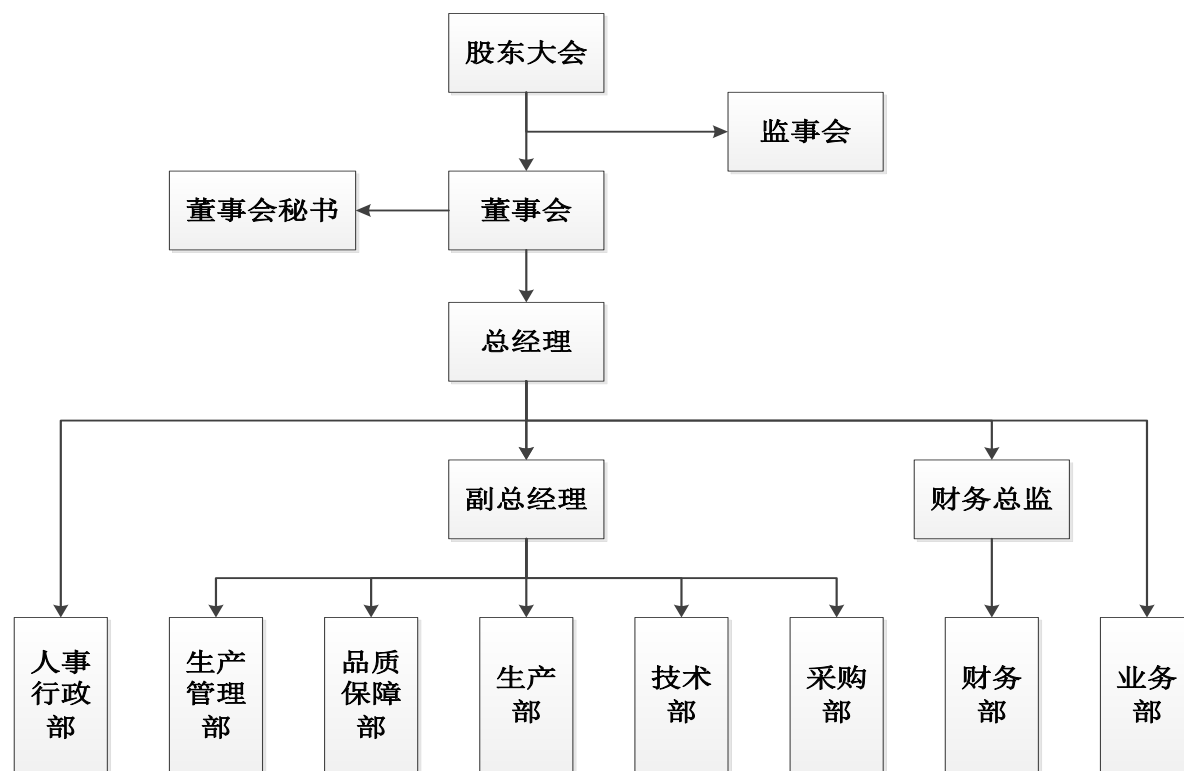 股东大会
监事会
董事会秘书
董事会
总经理
副总经理
财务总监
人事
行政
部
生产
管理
部
品质
保障
部
生产
部
技术
部
采购
部
财务
部
业务
部